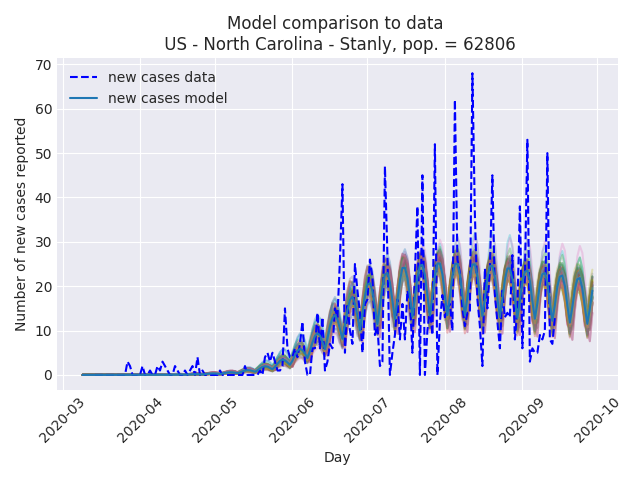 Model comparison to data
US - North Carolina - Stanly, pop. = 62806
new cases data
new cases model
Number of new cases reported
70
60
50
40
30
20
10
0
2020-03
2020-04
2020-05
2020-06
2020-07
2020-08
2020-09
2020-10
Day